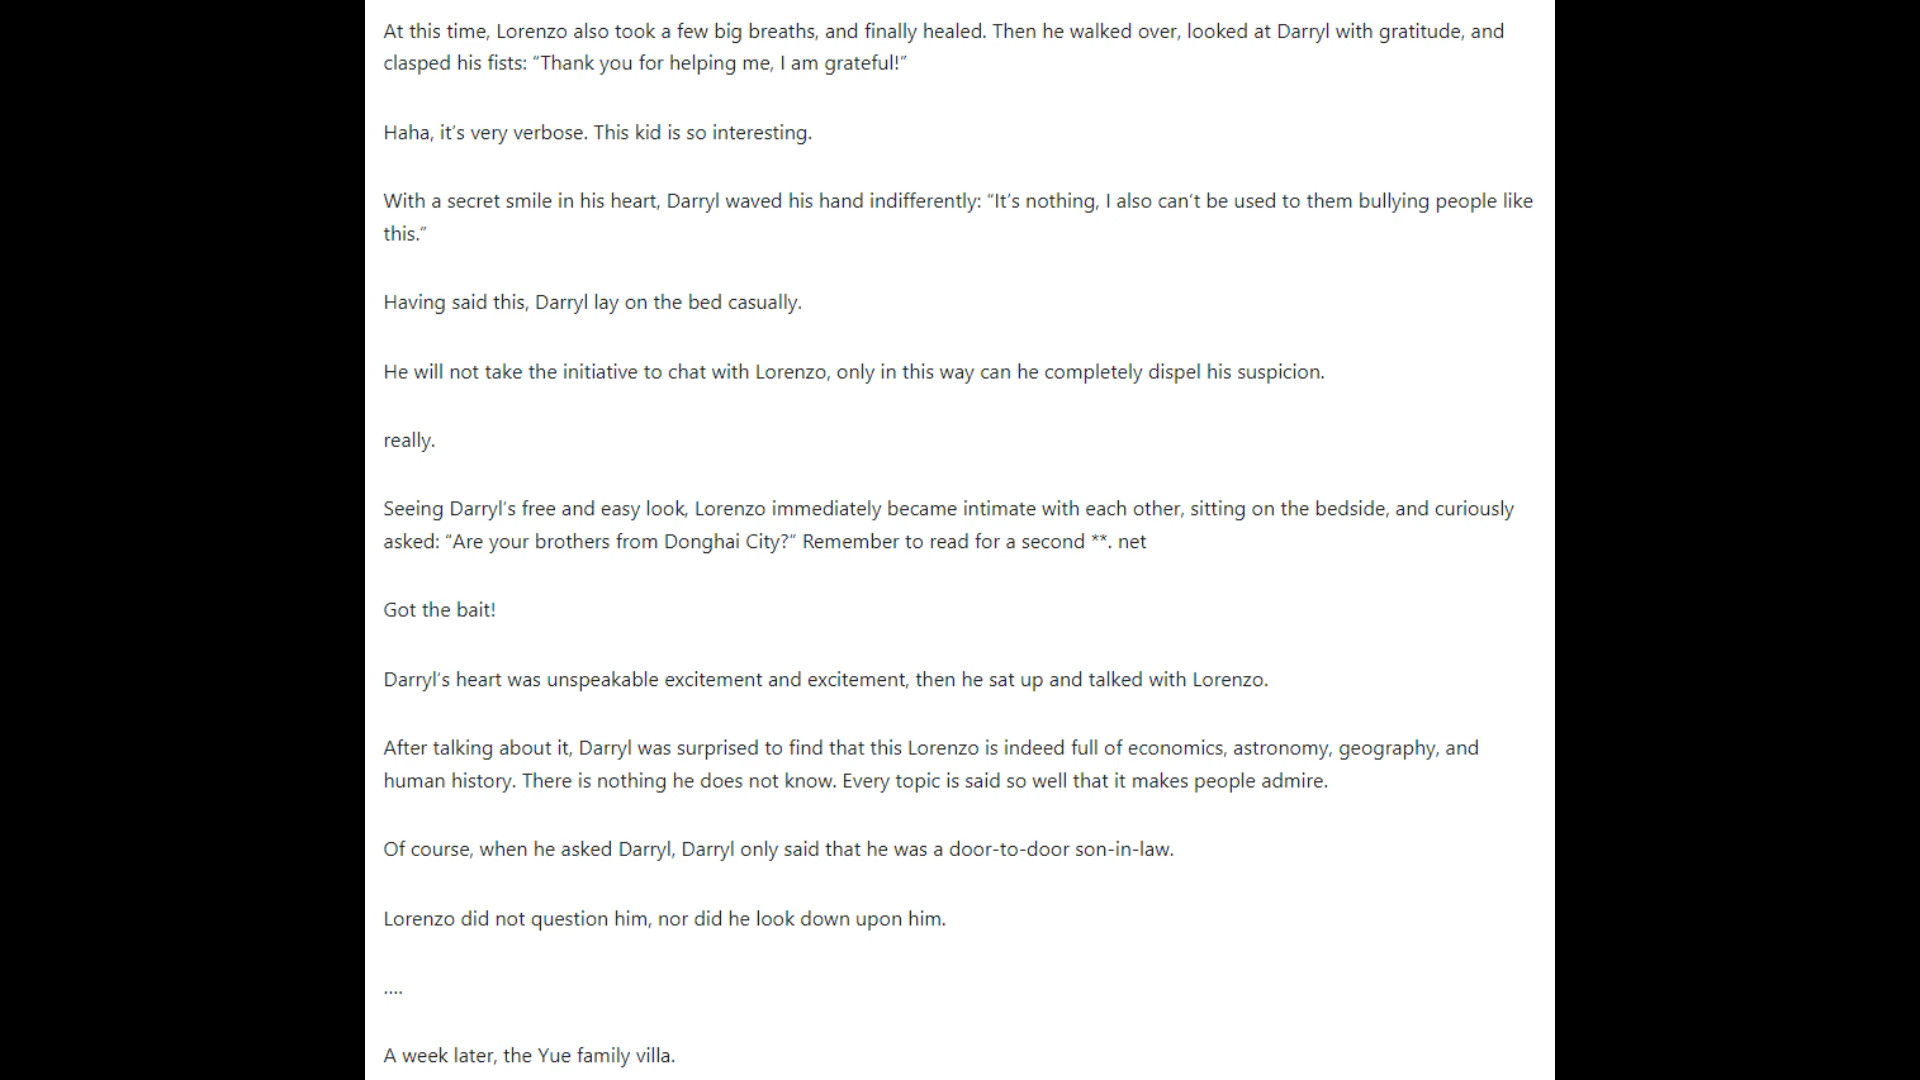 At this time, Lorenzo also took a few big breaths, and finally healed. Then he walked over, looked at Darryl with gratitude, and
clasped his fists: “Thank you for helping me, I am grateful!”
Haha, it’s very verbose. This kid is so interesting.
With a secret smile in his heart, Darryl waved his hand indifferently: “It’s nothing, I also can’t be used to them bullying people like
this.”
Having said this, Darryl lay on the bed casually.
He will not take the initiative to chat with Lorenzo, only in this way can he completely dispel his suspicion.
really.
Seeing Darryl’s free and easy look, Lorenzo immediately became intimate with each other, sitting on the bedside, and curiously
asked: “Are your brothers from Donghai City?” Remember to read for a second **. net
Got the bait!
Darryl’s heart was unspeakable excitement and excitement, then he sat up and talked with Lorenzo.
After talking about it, Darryl was surprised to find that this Lorenzo is indeed full of economics, astronomy, geography, and
human history. There is nothing he does not know. Every topic is said so well that it makes people admire.
Of course, when he asked Darryl, Darryl only said that he was a door-to-door son-in-law.
Lorenzo did not question him, nor did he look down upon him.
....
A week later, the Yue family villa.